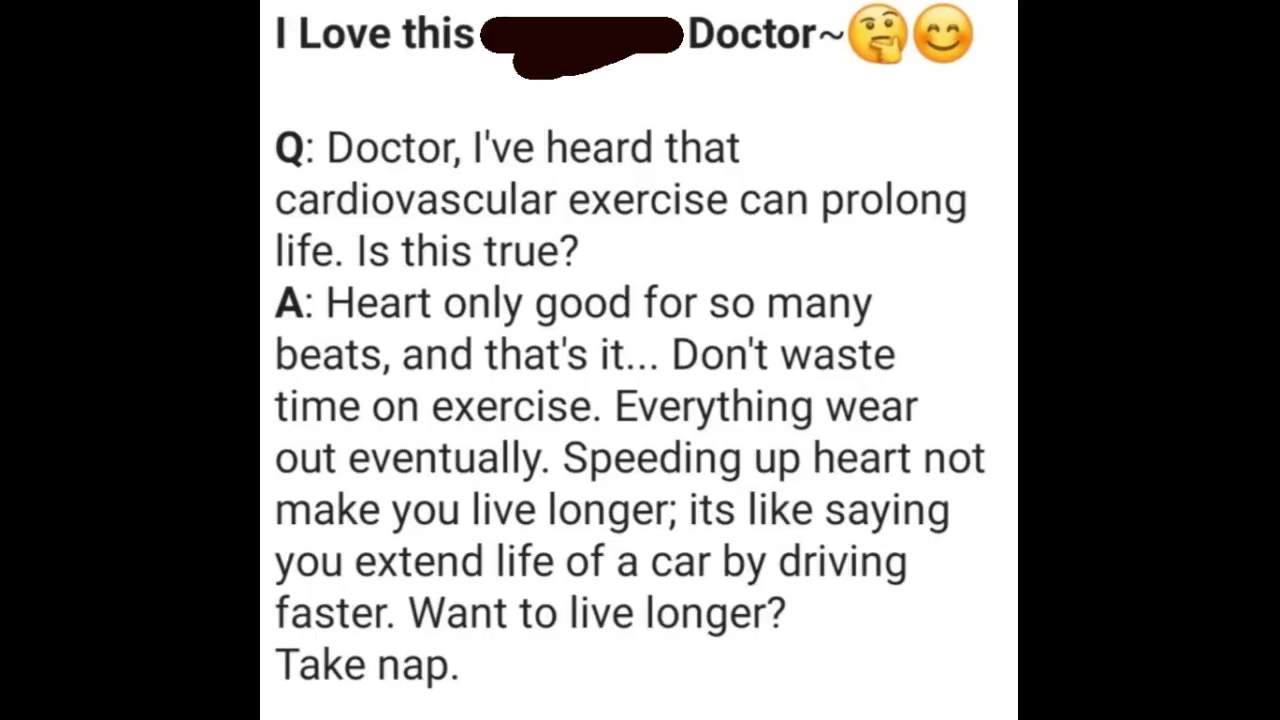 I Love this Doctor~🤔😊
Q: Doctor, I've heard that
cardiovascular exercise can prolong
life. Is this true?
A: Heart only good for so many
beats, and that's it... Don't waste
time on exercise. Everything wear
out eventually. Speeding up heart not
make you live longer; its like saying
you extend life of a car by driving
faster. Want to live longer?
Take nap.